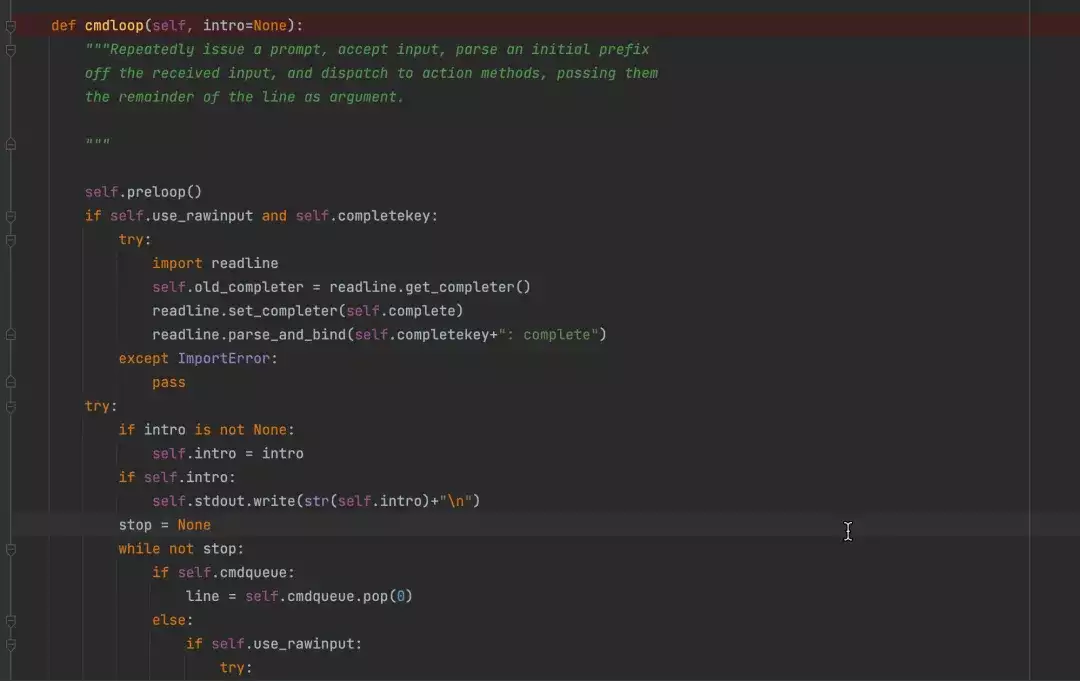 def cmdloop(self, intro=None):
"""Repeatedly issue a prompt, accept input, parse an initial prefix
off the received input, and dispatch to action methods, passing them
the remainder of the line as argument.
"""
self.preloop()
if self.use_rawinput and self.completekey:
try:
import readline
self.old_completer = readline.get_completer()
readline.set_completer(self.complete)
readline.parse_and_bind(self.completekey+": complete")
except ImportError:
pass
try:
if intro is not None:
self.intro = intro
if self.intro:
self.stdout.write(str(self.intro)+"\n")
stop = None
while not stop:
if self.cmdqueue:
line = self.cmdqueue.pop(0)
else:
if self.use_rawinput:
try: